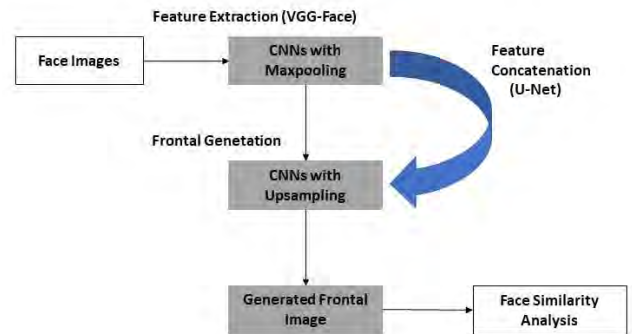 Feature Extraction (VGG-Face)
Face Images
CNNs with
Maxpooling
Feature
Concatenation
(U-Net)
Frontal Genetation
CNNs with
Upsampling
Generated Frontal
Image
Face Similarity
Analysis